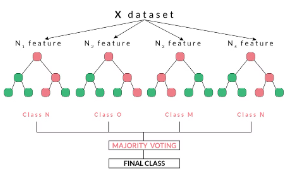 X dataset
N₁ feature N₂ feature N₃ feature N₄ feature
Class N Class O Class M Class N
MAJORITY VOTING
FINAL CLASS